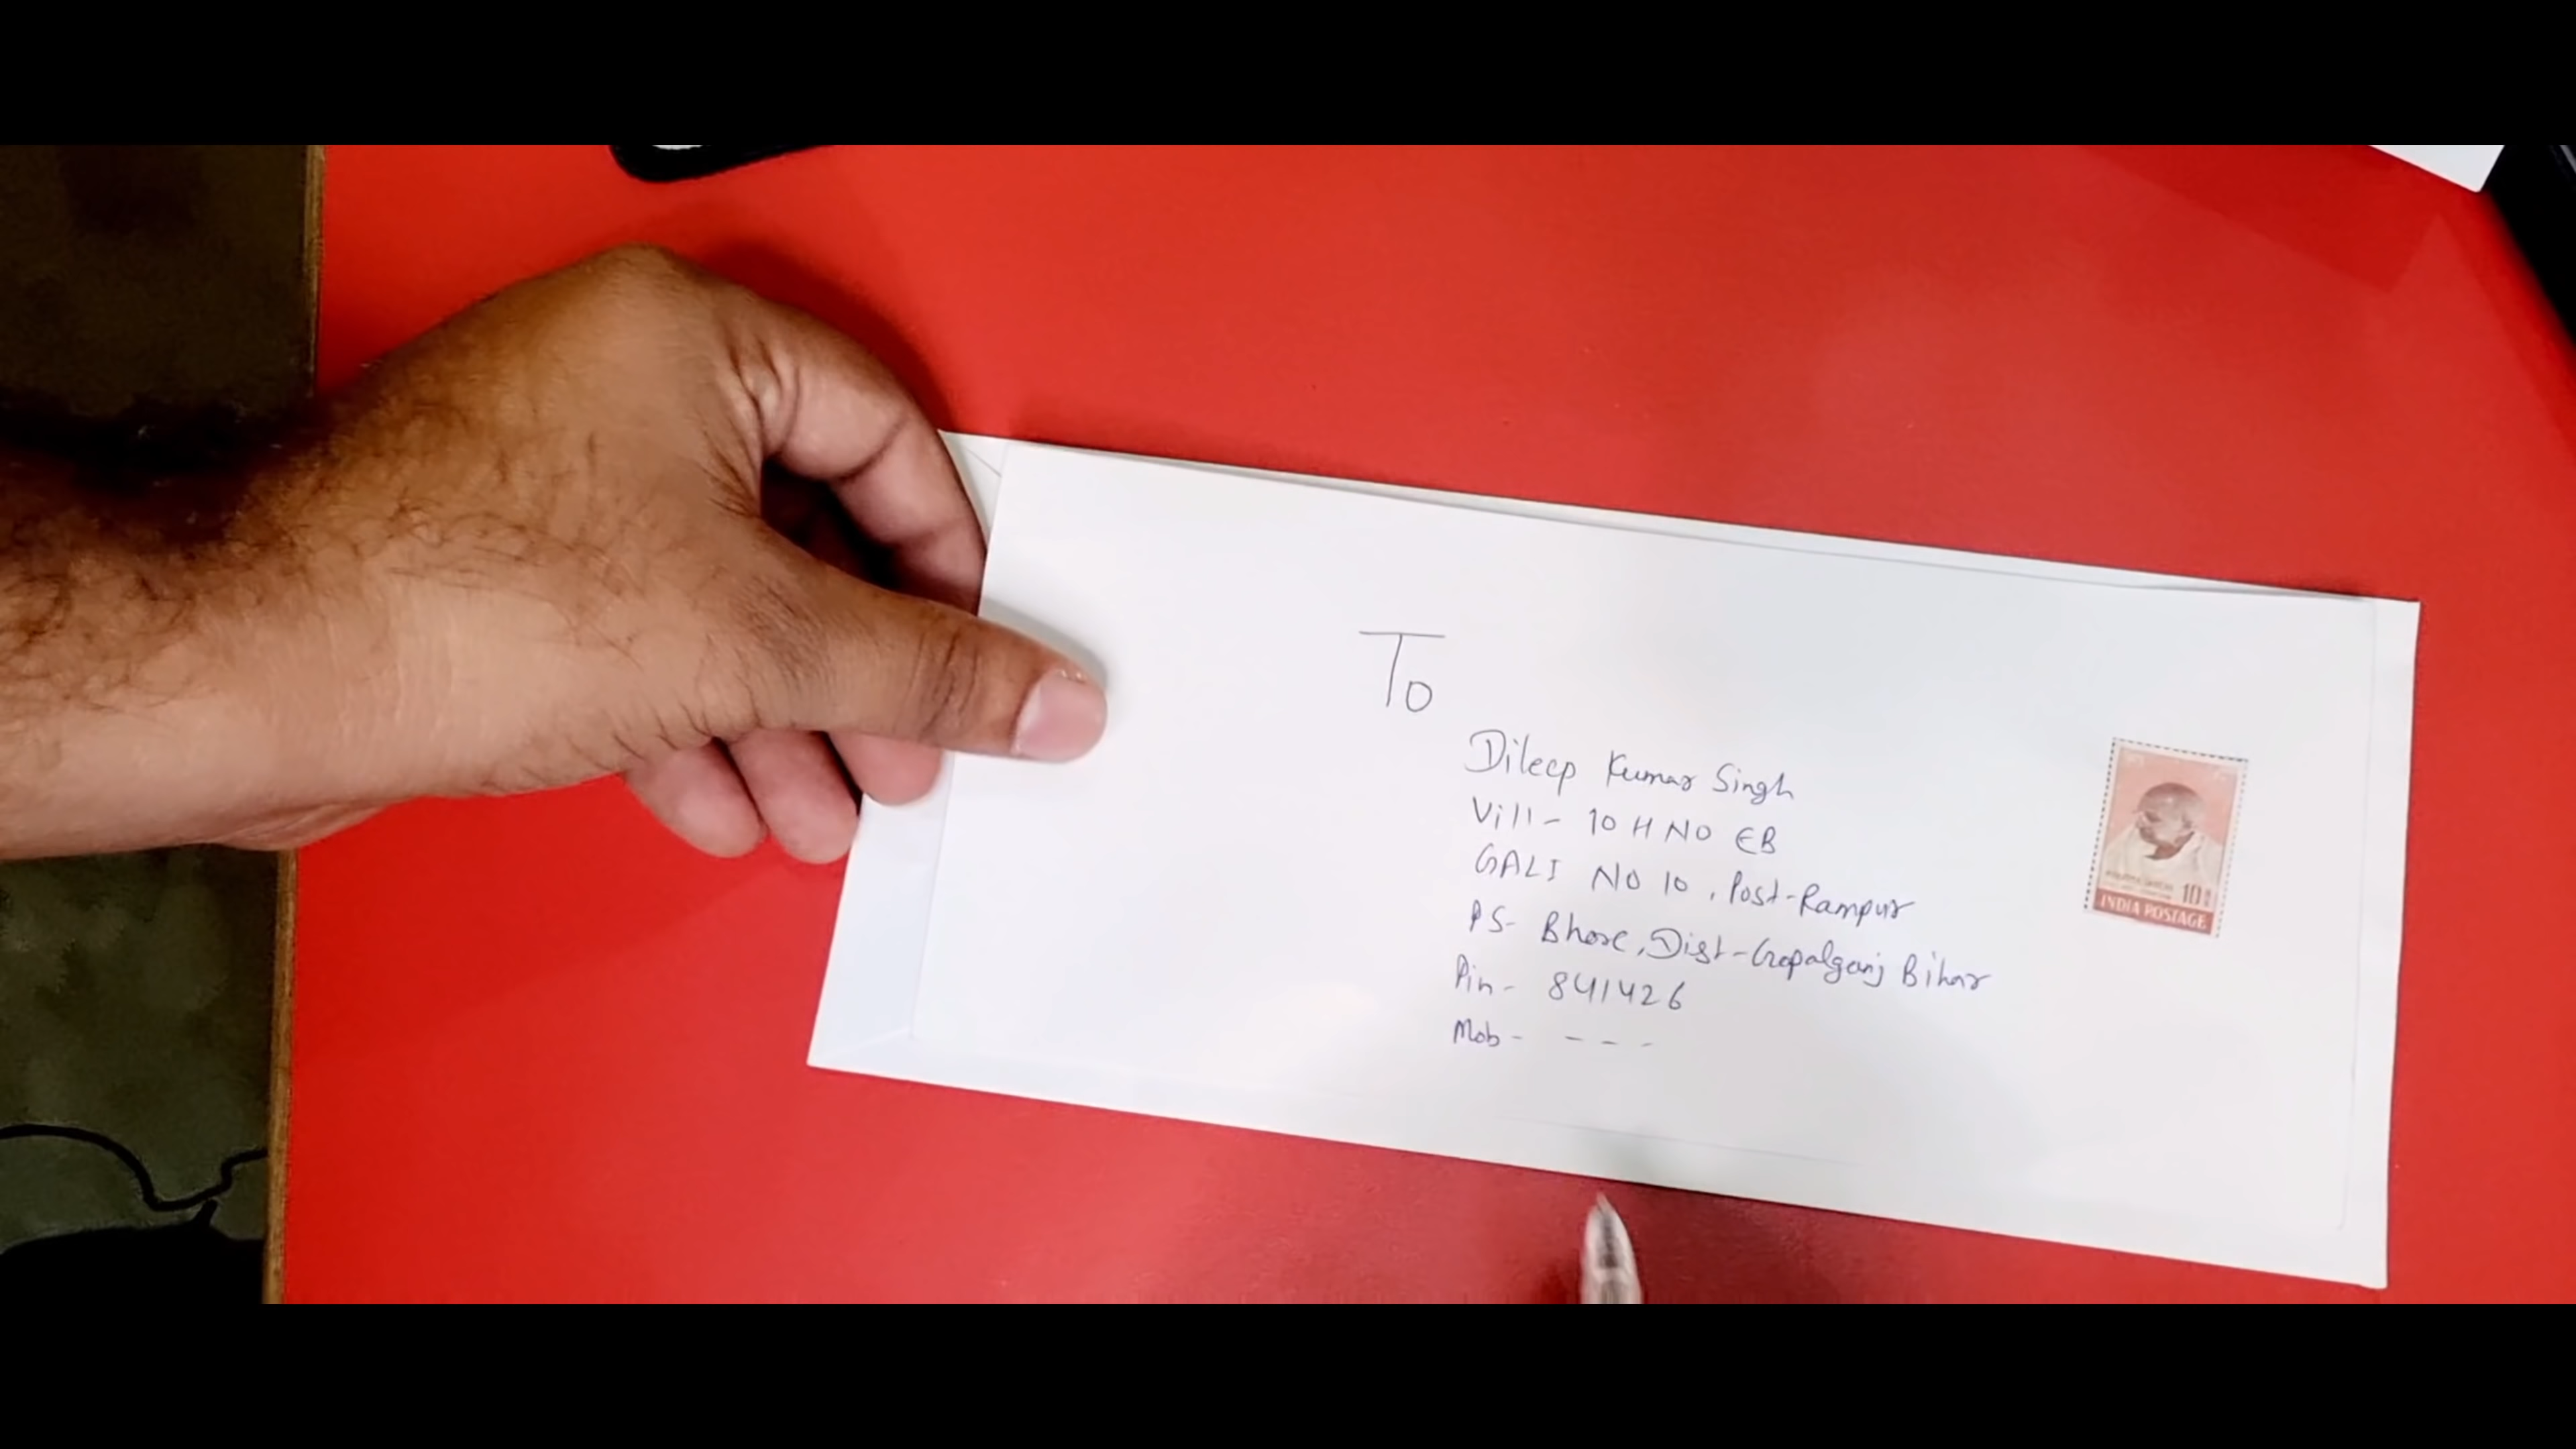 To
Dileep Kumar Singh
Vill- 10 H NO EB
GALI NO 10, Post-Rampur
PS- Bhore, Dist-Gopalganj Bihar
Pin- 841426
Mob- - - -
10
INDIA POSTAGE